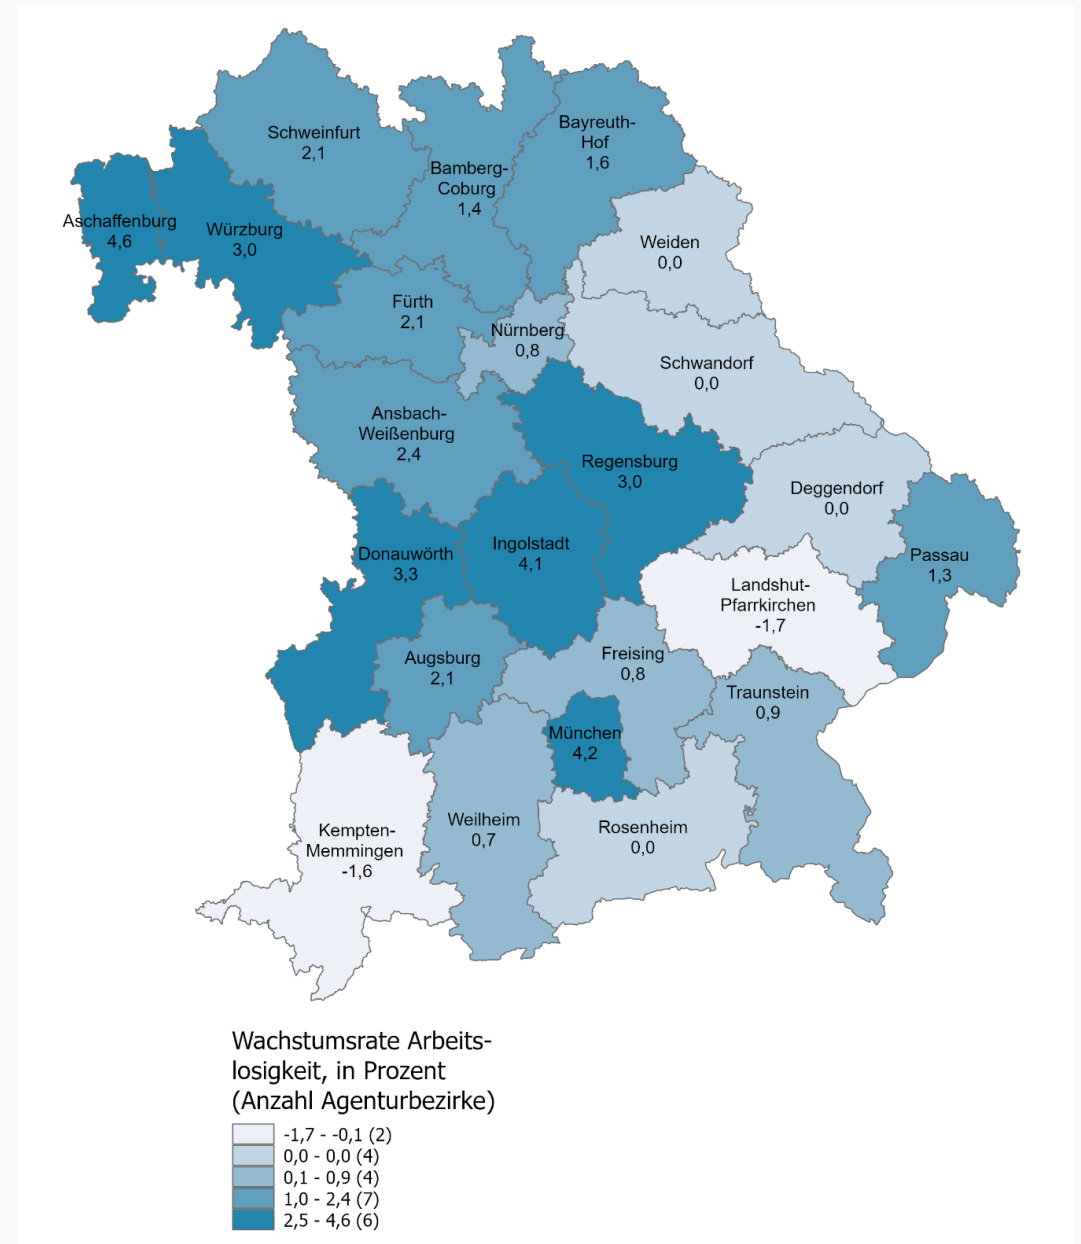 Schweinfurt
2,1
Bayreuth-
Hof
1,6
Bamberg-
Coburg
1,4
Aschaffenburg
4,6
Würzburg
3,0
Weiden
0,0
Fürth
2,1
Nürnberg
0,8
Schwandorf
0,0
Ansbach-
Weißenburg
2,4
Regensburg
3,0
Deggendorf
0,0
Donauwörth
3,3
Ingolstadt
4,1
Passau
1,3
Landshut-
Pfarrkirchen
-1,7
Augsburg
2,1
Freising
0,8
Traunstein
0,9
München
4,2
Kempten-
Memmingen
-1,6
Weilheim
0,7
Rosenheim
0,0
Wachstumsrate Arbeits-
losigkeit, in Prozent
(Anzahl Agenturbezirke)
-1,7 - -0,1 (2)
0,0 - 0,0 (4)
0,1 - 0,9 (4)
1,0 - 2,4 (7)
2,5 - 4,6 (6)